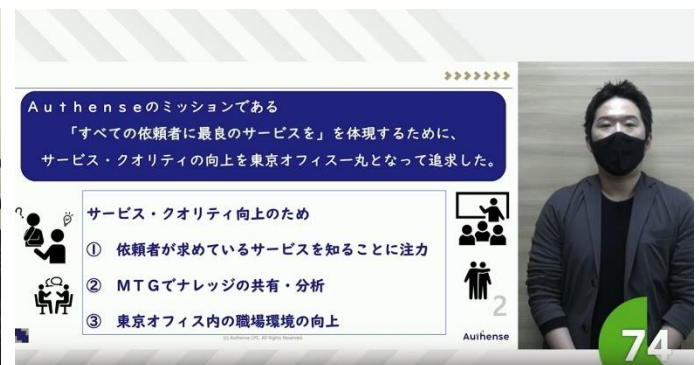 >>>>>>>
Ａｕｔｈｅｎｓｅのミッションである
「すべての依頼者に最良のサービスを」を体現するために、
サービス・クオリティの向上を東京オフィス一丸となって追求した。
サービス・クオリティ向上のため
① 依頼者が求めているサービスを知ることに注力
② ＭＴＧでナレッジの共有・分析
③ 東京オフィス内の職場環境の向上
?
2
(c) Authense LPC. All Rights Reserved.
Authense
74